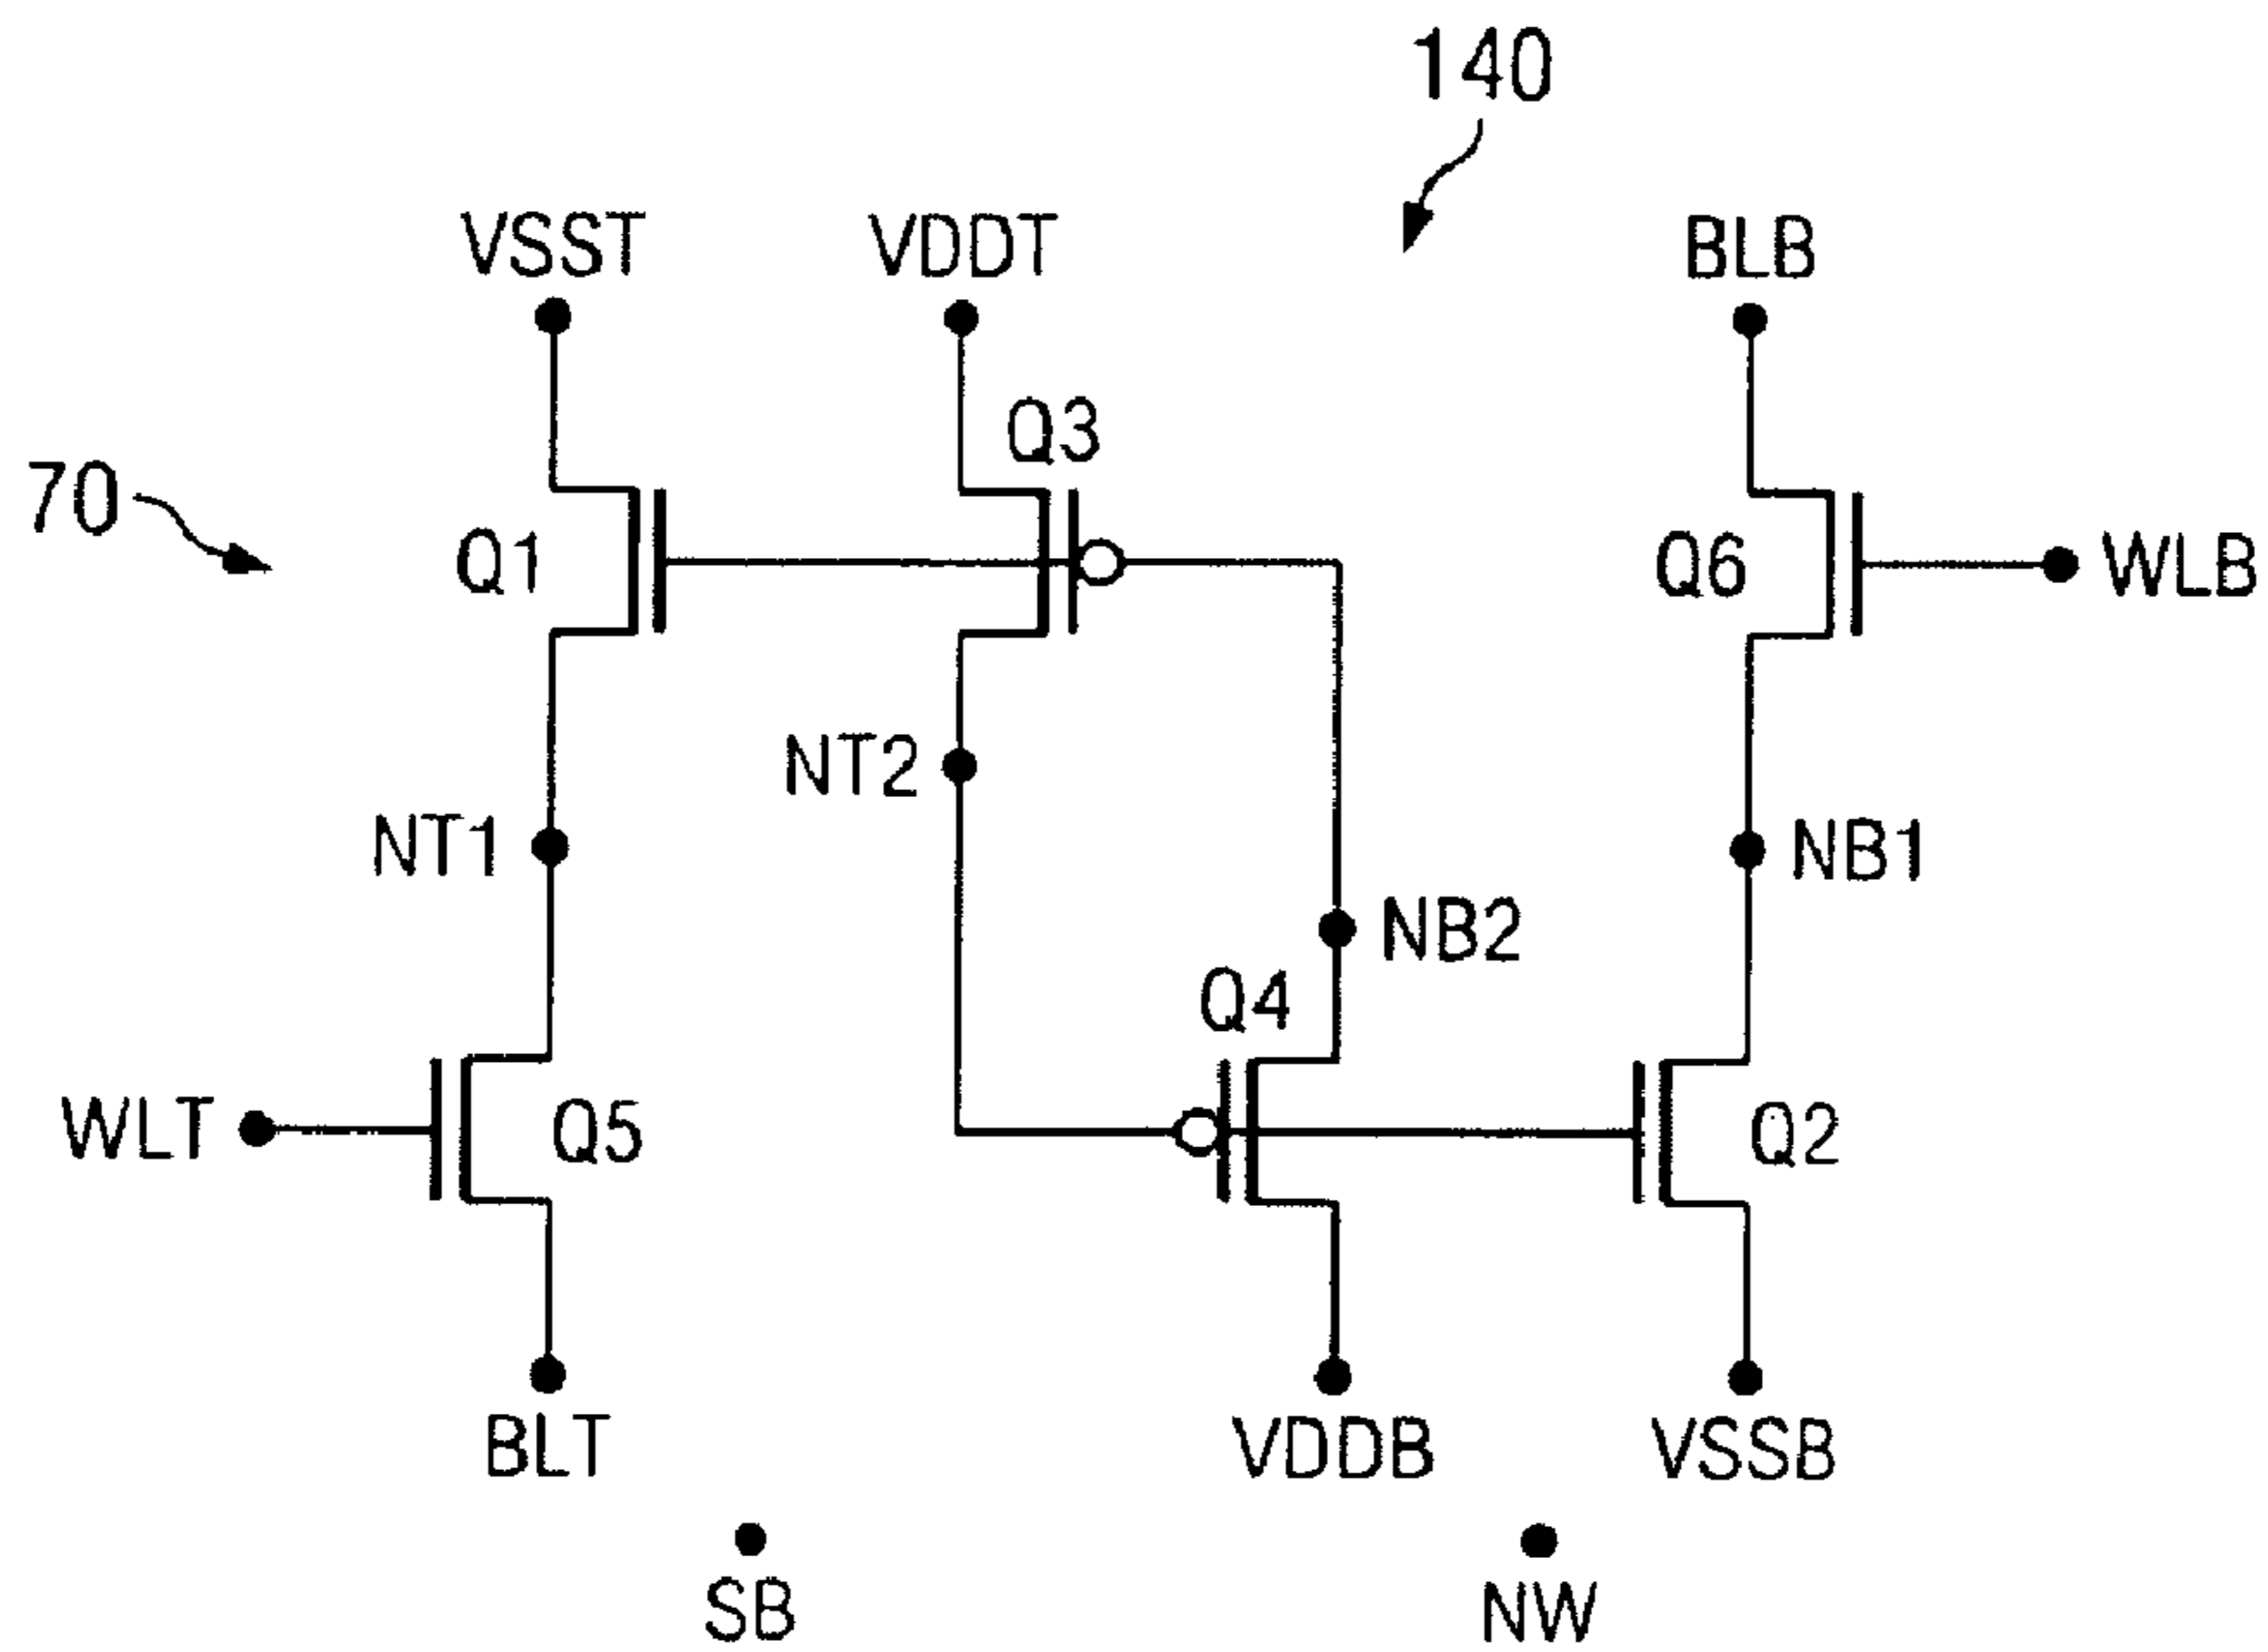 140
VSST
VDDT
BLB
Q3
70
Q1
Q6
WLB
NT2
NT1
NB1
NB2
Q4
WLT
Q5
Q2
BLT
VDDB
VSSB
SB
NW